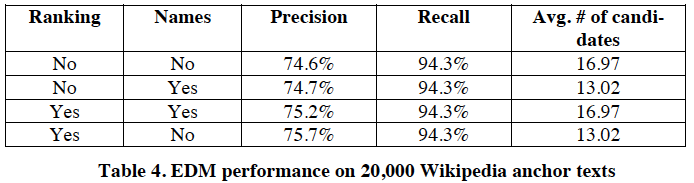 Ranking Names Precision Recall Avg. # of candi-
dates
No No 74.6% 94.3% 16.97
No Yes 74.7% 94.3% 13.02
Yes Yes 75.2% 94.3% 16.97
Yes No 75.7% 94.3% 13.02
Table 4. EDM performance on 20,000 Wikipedia anchor texts